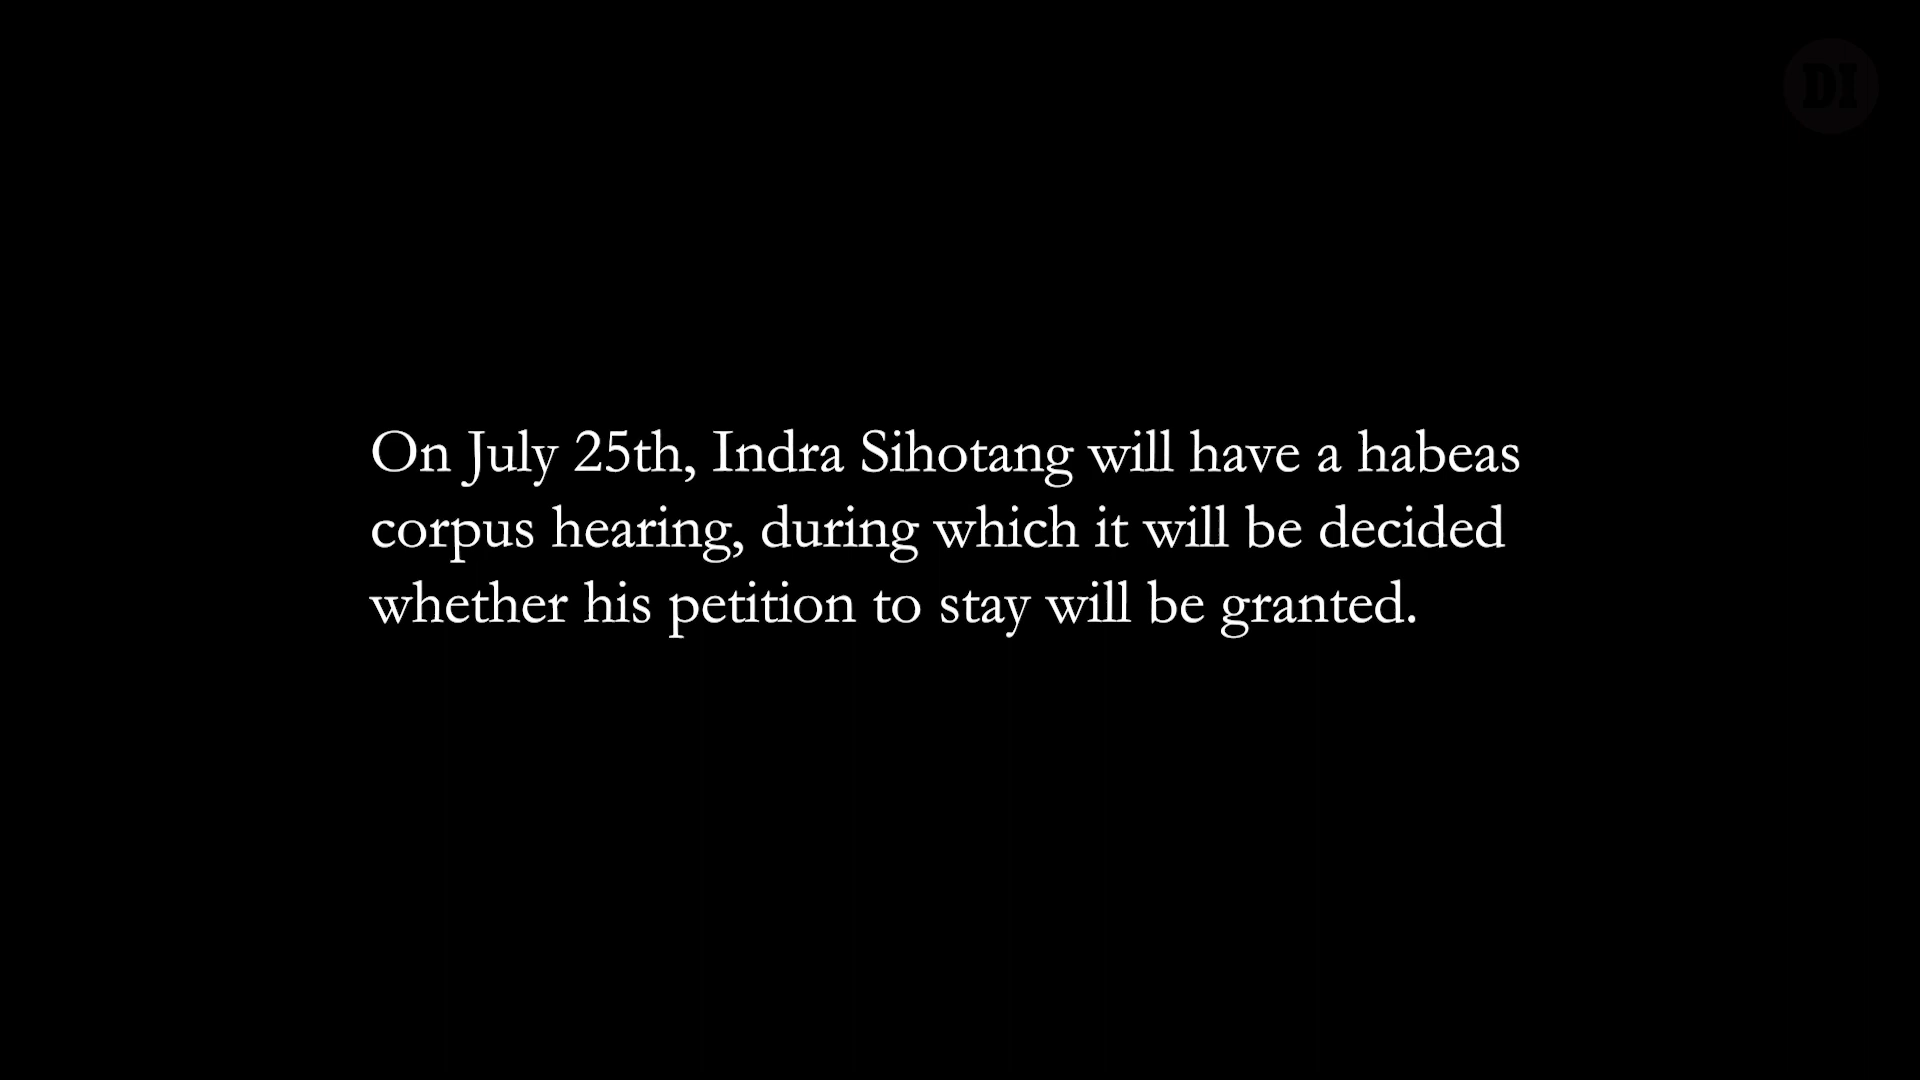 DI
On July 25th, Indra Sihotang will have a habeas
corpus hearing, during which it will be decided
whether his petition to stay will be granted.